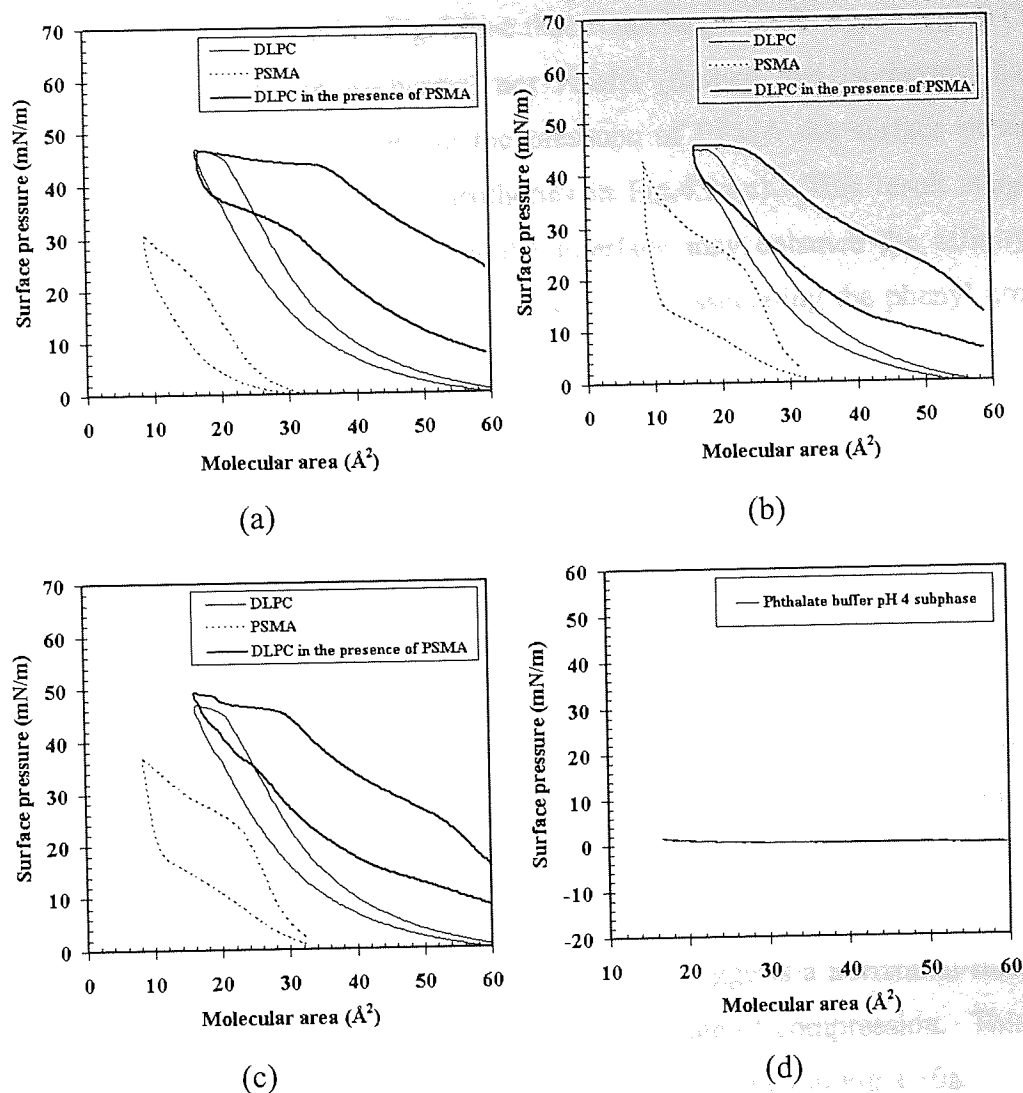 70
60
50
40
30
20
10
0
Surface pressure (mN/m)
DLPC
PSMA
DLPC in the presence of PSMA
0 10 20 30 40 50 60
Molecular area (Å²)
(a)
70
60
50
40
30
20
10
0
Surface pressure (mN/m)
DLPC
PSMA
DLPC in the presence of PSMA
0 10 20 30 40 50 60
Molecular area (Å²)
(b)
70
60
50
40
30
20
10
0
Surface pressure (mN/m)
DLPC
PSMA
DLPC in the presence of PSMA
0 10 20 30 40 50 60
Molecular area (Å²)
(c)
60
50
40
30
20
10
0
-10
-20
Surface pressure (mN/m)
Phthalate buffer pH 4 subphase
10 20 30 40 50 60
Molecular area (Å²)
(d)